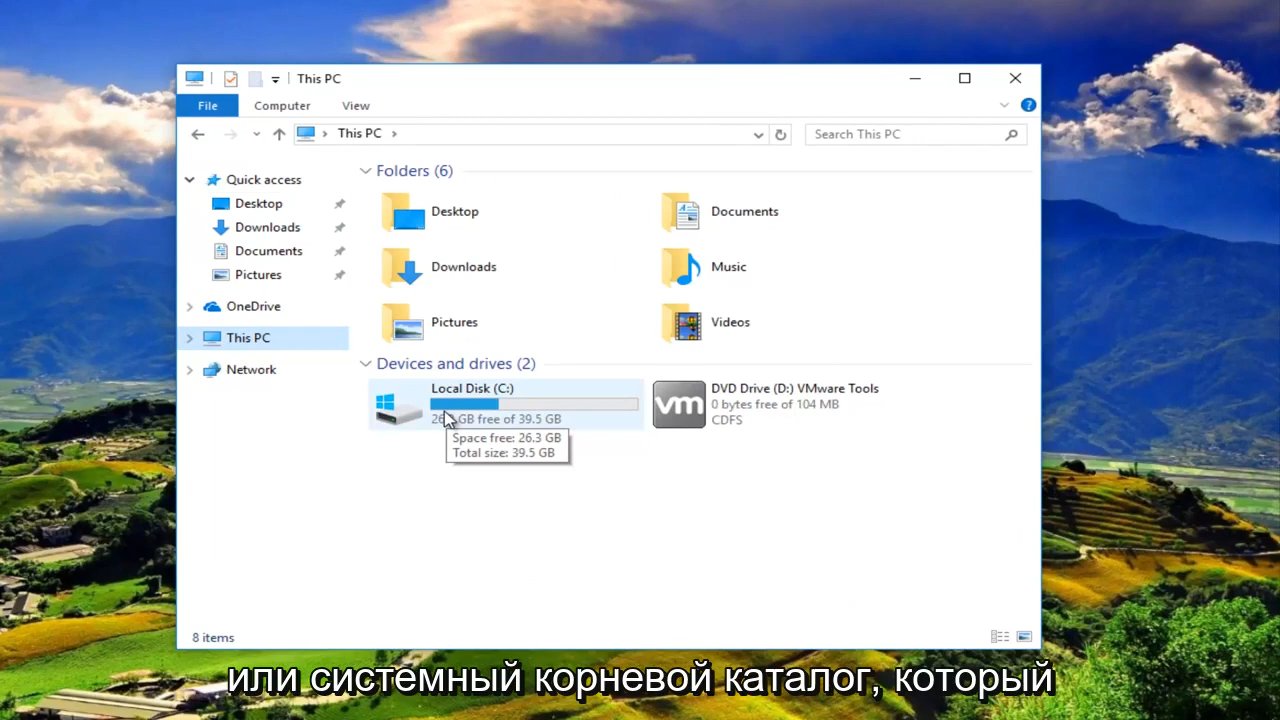 This PC
File
Computer
View
This PC
Search This PC
Quick access
Desktop
Downloads
Documents
Pictures
OneDrive
This PC
Network
Folders (6)
Desktop
Documents
Downloads
Music
Pictures
Videos
Devices and drives (2)
Local Disk (C:)
GB free of 39.5 GB
Space free: 26.3 GB
Total size: 39.5 GB
vm
DVD Drive (D:) VMware Tools
0 bytes free of 104 MB
CDFS
8 items
или системный корневой каталог, который